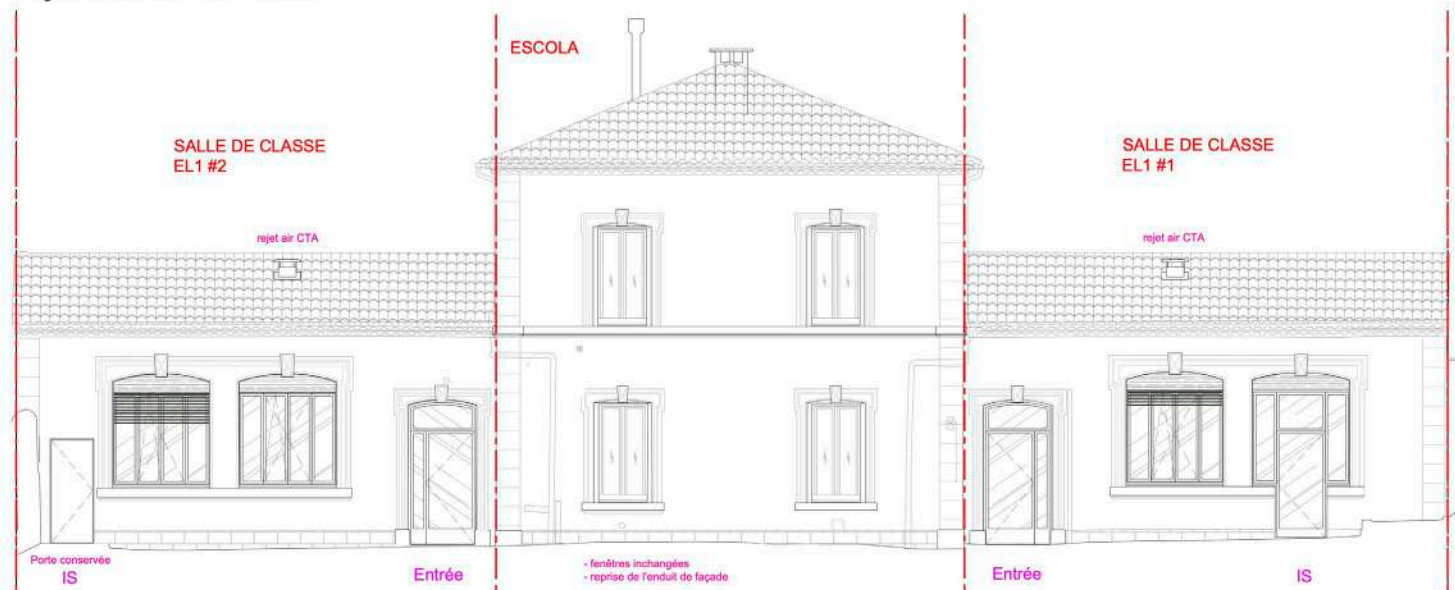 ESCOLA
SALLE DE CLASSE
EL1 #2
SALLE DE CLASSE
EL1 #1
rejet air CTA
rejet air CTA
Porte conservée
IS
Entrée
- fenêtres inchangées
- reprise de l'enduit de façade
Entrée
IS